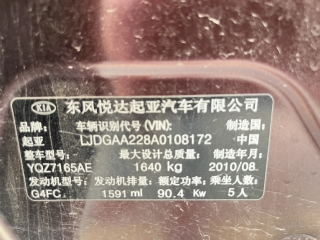 KIA 东风悦达起亚汽车有限公司
品牌: 车辆识别代号(VIN): 制造国:
起亚 LJDGAA228A0108172 中国
整车型号: 最大设计总质量: 制造年月:
YQZ7165AE 1640 kg 2010/08
发动机型号: 发动机排量: 额定功率: 乘坐人数:
G4FC 1591 ml 90.4 Kw 5人